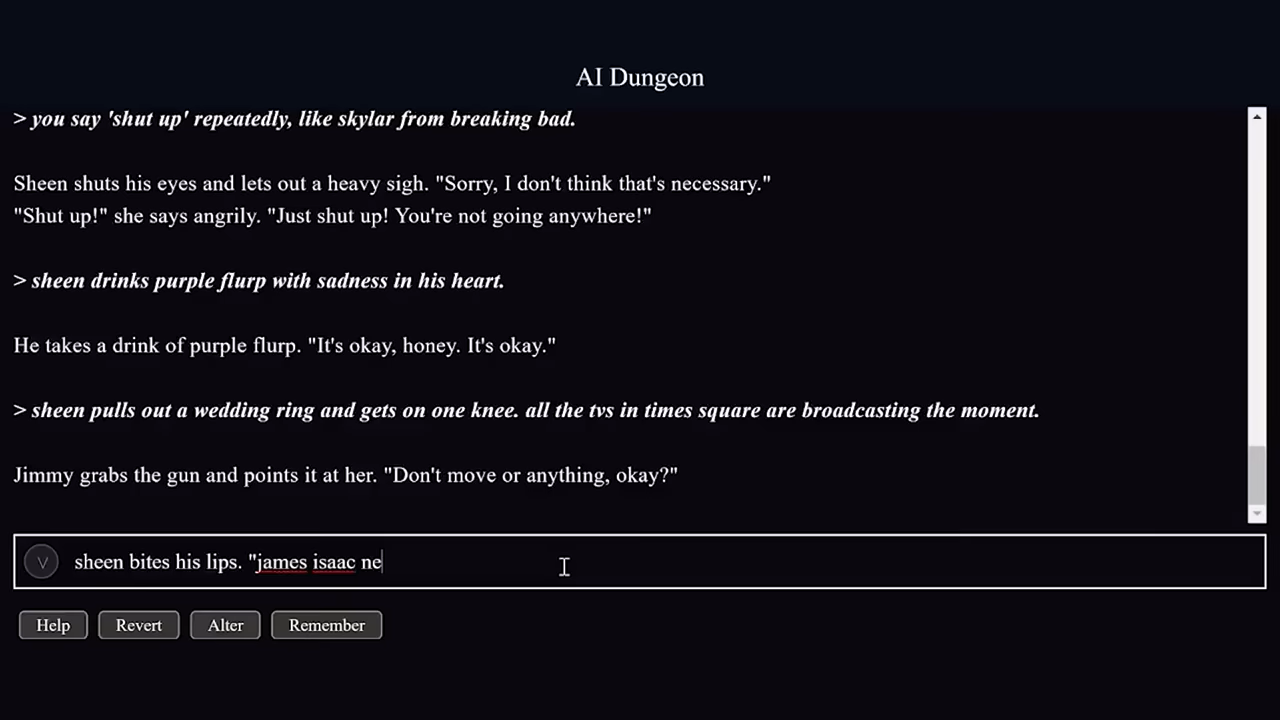 AI Dungeon
> you say 'shut up' repeatedly, like skylar from breaking bad.
Sheen shuts his eyes and lets out a heavy sigh. "Sorry, I don't think that's necessary."
"Shut up!" she says angrily. "Just shut up! You're not going anywhere!"
> sheen drinks purple flurp with sadness in his heart.
He takes a drink of purple flurp. "It's okay, honey. It's okay."
> sheen pulls out a wedding ring and gets on one knee. all the tvs in times square are broadcasting the moment.
Jimmy grabs the gun and points it at her. "Don't move or anything, okay?"
V sheen bites his lips. "james isaac ne
Help Revert Alter Remember